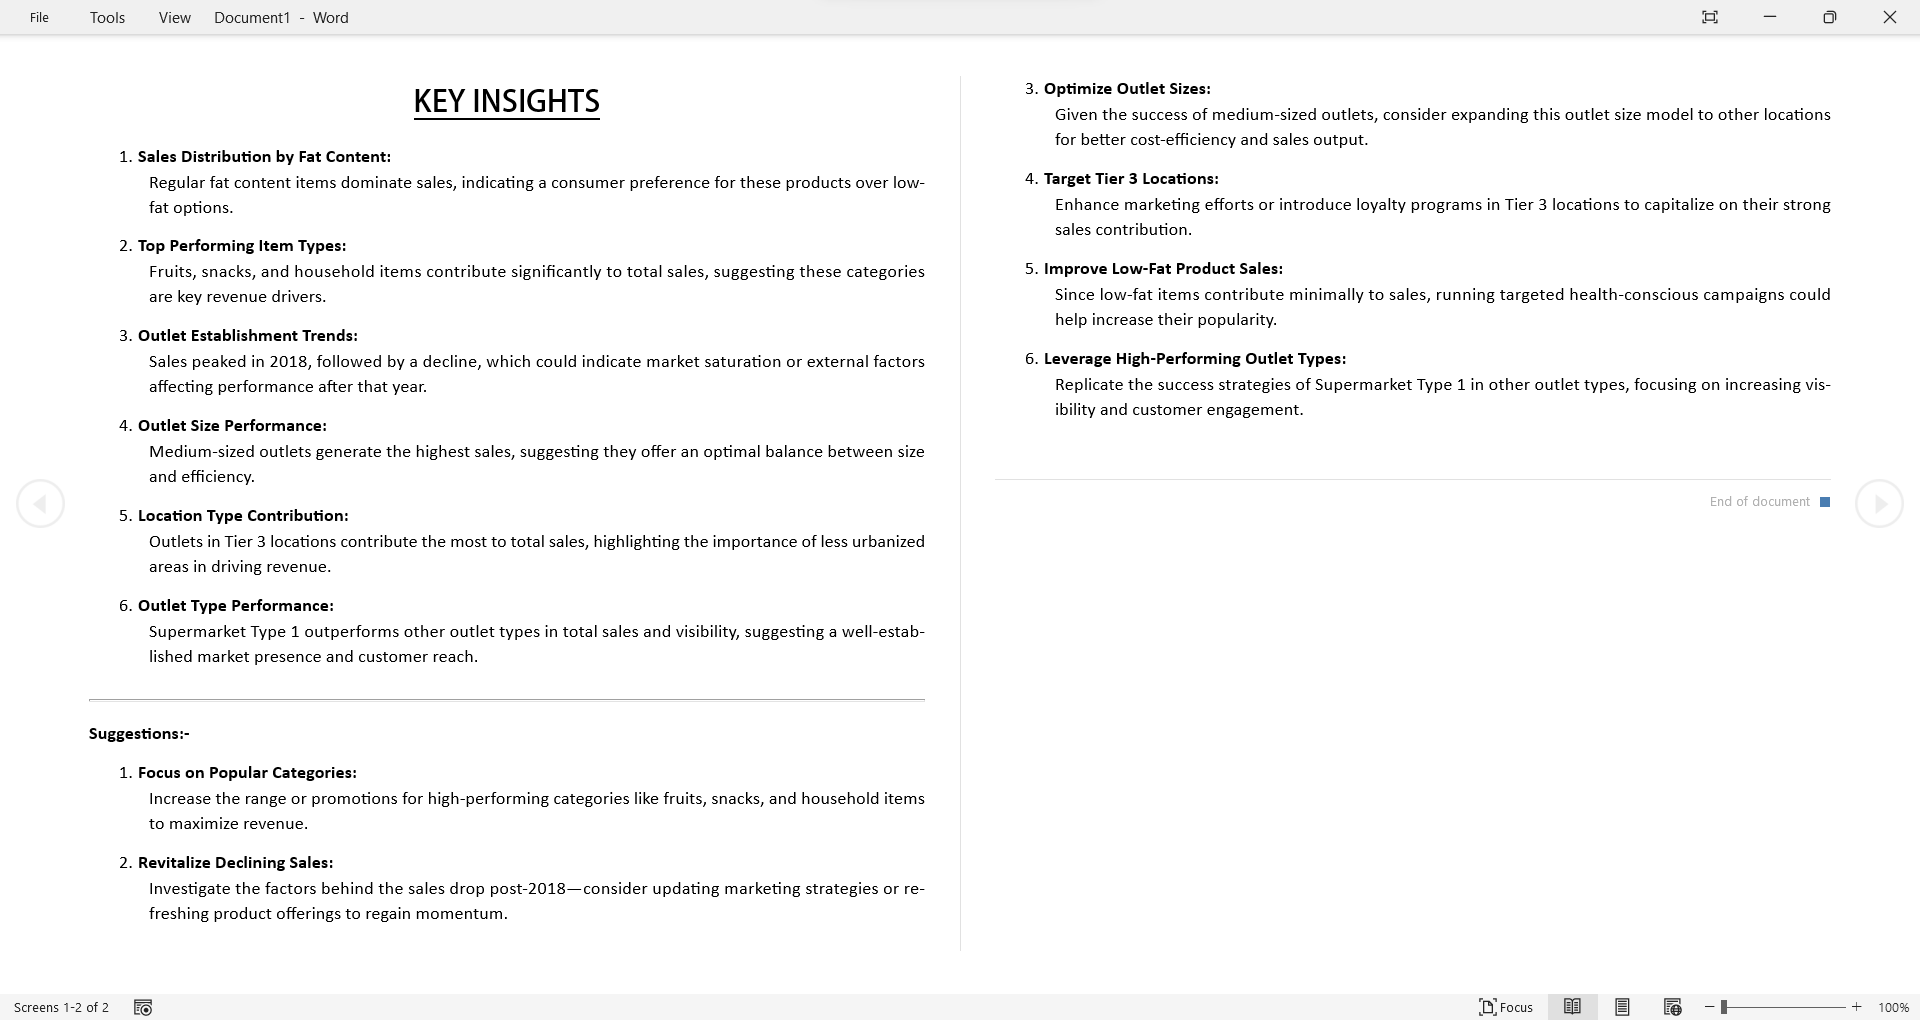 File Tools View Document1 - Word
KEY INSIGHTS
1. Sales Distribution by Fat Content:
Regular fat content items dominate sales, indicating a consumer preference for these products over low-
fat options.
2. Top Performing Item Types:
Fruits, snacks, and household items contribute significantly to total sales, suggesting these categories
are key revenue drivers.
3. Outlet Establishment Trends:
Sales peaked in 2018, followed by a decline, which could indicate market saturation or external factors
affecting performance after that year.
4. Outlet Size Performance:
Medium-sized outlets generate the highest sales, suggesting they offer an optimal balance between size
and efficiency.
5. Location Type Contribution:
Outlets in Tier 3 locations contribute the most to total sales, highlighting the importance of less urbanized
areas in driving revenue.
6. Outlet Type Performance:
Supermarket Type 1 outperforms other outlet types in total sales and visibility, suggesting a well-estab-
lished market presence and customer reach.
Suggestions:-
1. Focus on Popular Categories:
Increase the range or promotions for high-performing categories like fruits, snacks, and household items
to maximize revenue.
2. Revitalize Declining Sales:
Investigate the factors behind the sales drop post-2018—consider updating marketing strategies or re-
freshing product offerings to regain momentum.
3. Optimize Outlet Sizes:
Given the success of medium-sized outlets, consider expanding this outlet size model to other locations
for better cost-efficiency and sales output.
4. Target Tier 3 Locations:
Enhance marketing efforts or introduce loyalty programs in Tier 3 locations to capitalize on their strong
sales contribution.
5. Improve Low-Fat Product Sales:
Since low-fat items contribute minimally to sales, running targeted health-conscious campaigns could
help increase their popularity.
6. Leverage High-Performing Outlet Types:
Replicate the success strategies of Supermarket Type 1 in other outlet types, focusing on increasing vis-
ibility and customer engagement.
End of document
Screens 1-2 of 2 Focus 100%